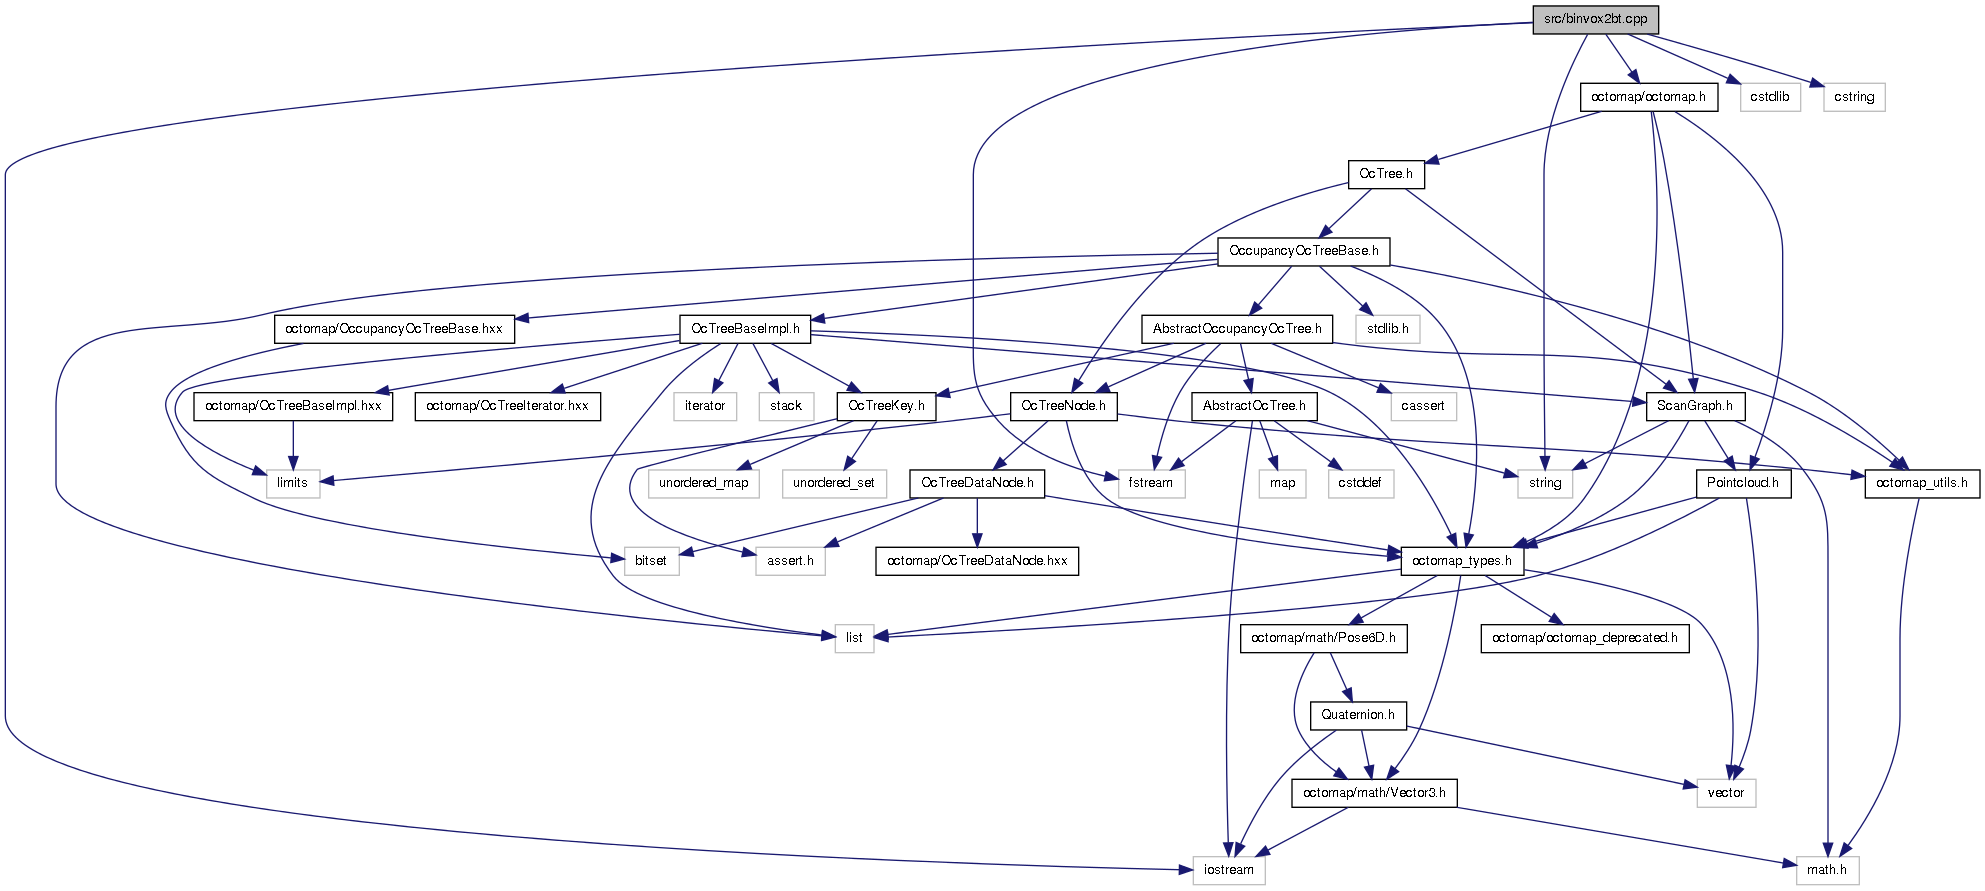 src/binvox2bt.cpp
octomap/octomap.h
cstdlib
cstring
OcTree.h
OccupancyOcTreeBase.h
octomap/OccupancyOcTreeBase.hxx
OcTreeBaseImpl.h
AbstractOccupancyOcTree.h
stdlib.h
octomap/OcTreeBaseImpl.hxx
octomap/OcTreeIterator.hxx
iterator
stack
OcTreeKey.h
OcTreeNode.h
AbstractOcTree.h
cassert
ScanGraph.h
limits
unordered_map
unordered_set
OcTreeDataNode.h
fstream
map
cstddef
string
Pointcloud.h
octomap_utils.h
bitset
assert.h
octomap/OcTreeDataNode.hxx
octomap_types.h
list
octomap/math/Pose6D.h
octomap/octomap_deprecated.h
Quaternion.h
octomap/math/Vector3.h
vector
iostream
math.h